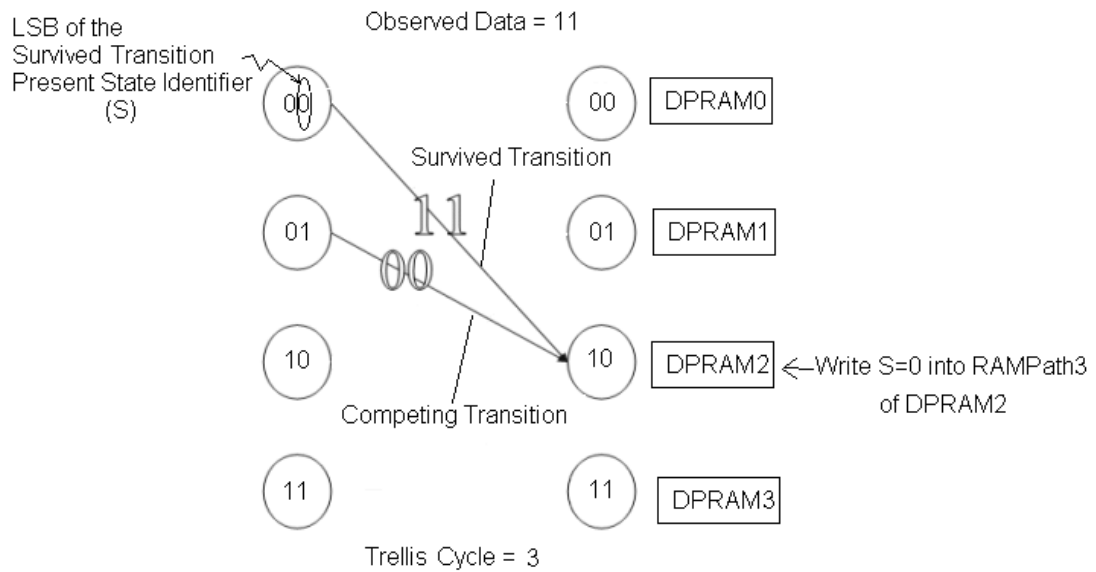 Observed Data = 11
LSB of the
Survived Transition
Present State Identifier
(S)
00
00
DPRAM0
Survived Transition
11
01
01
DPRAM1
00
10
10
DPRAM2
Write S=0 into RAMPath3
of DPRAM2
Competing Transition
11
11
DPRAM3
Trellis Cycle = 3